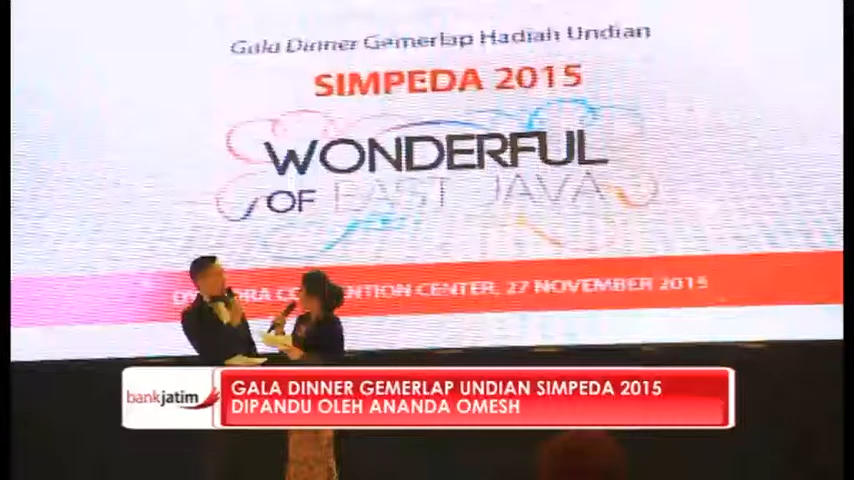 Gala Dinner Gemerlap Hadiah Undian
SIMPEDA 2015
WONDERFUL
OF EAST JAVA
CONVENTION CENTER, 27 NOVEMBER 2015
bankjatim
GALA DINNER GEMERLAP UNDIAN SIMPEDA 2015
DIPANDU OLEH ANANDA OMESH